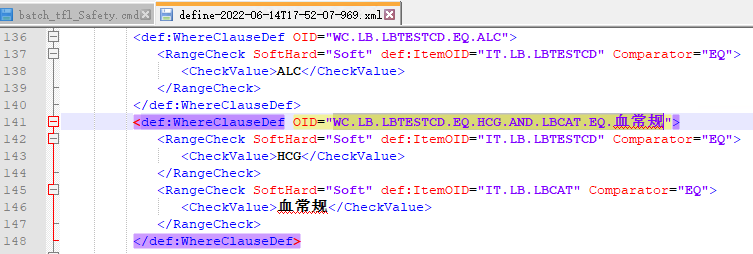 batch_tfl_Safety.cmd define-2022-06-14T17-52-07-969.xml
136 <def:WhereClauseDef OID="WC.LB.LBTESTCD.EQ.ALC">
137 <RangeCheck SoftHard="Soft" def:ItemOID="IT.LB.LBTESTCD" Comparator="EQ">
138 <CheckValue>ALC</CheckValue>
139 </RangeCheck>
140 </def:WhereClauseDef>
141 <def:WhereClauseDef OID="WC.LB.LBTESTCD.EQ.HCG.AND.LBCAT.EQ.血常规">
142 <RangeCheck SoftHard="Soft" def:ItemOID="IT.LB.LBTESTCD" Comparator="EQ">
143 <CheckValue>HCG</CheckValue>
144 </RangeCheck>
145 <RangeCheck SoftHard="Soft" def:ItemOID="IT.LB.LBCAT" Comparator="EQ">
146 <CheckValue>血常规</CheckValue>
147 </RangeCheck>
148 </def:WhereClauseDef>